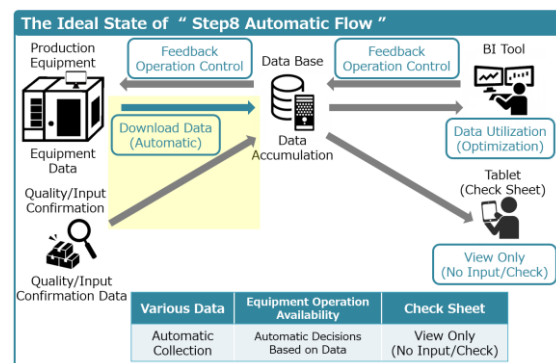 The Ideal State of “ Step8 Automatic Flow ”
Production
Equipment
Feedback
Operation Control
Data Base
Feedback
Operation Control
BI Tool
Download Data
(Automatic)
Equipment
Data
Data
Accumulation
Data Utilization
(Optimization)
Tablet
(Check Sheet)
Quality/Input
Confirmation
Quality/Input
Confirmation Data
View Only
(No Input/Check)
Various Data
Equipment Operation
Availability
Check Sheet
Automatic
Collection
Automatic Decisions
Based on Data
View Only
(No Input/Check)